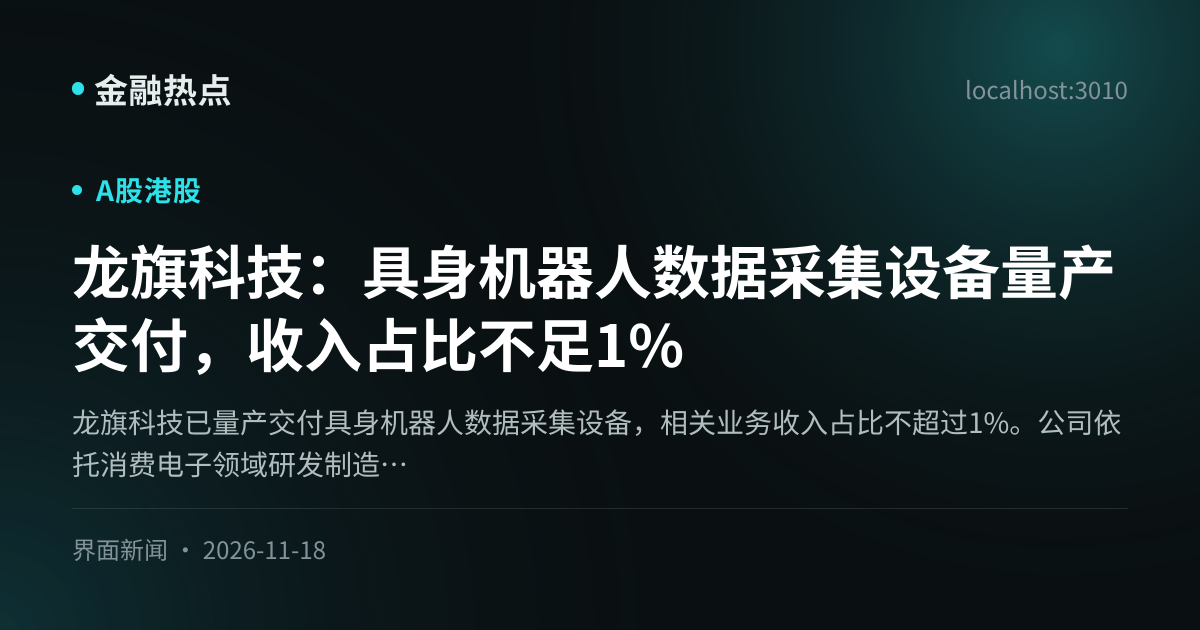 金融热点
localhost:3010
A股港股
龙旗科技：具身机器人数据采集设备量产
交付，收入占比不足1%
龙旗科技已量产交付具身机器人数据采集设备，相关业务收入占比不超过1%。公司依
托消费电子领域研发制造…
界面新闻 • 2026-11-18